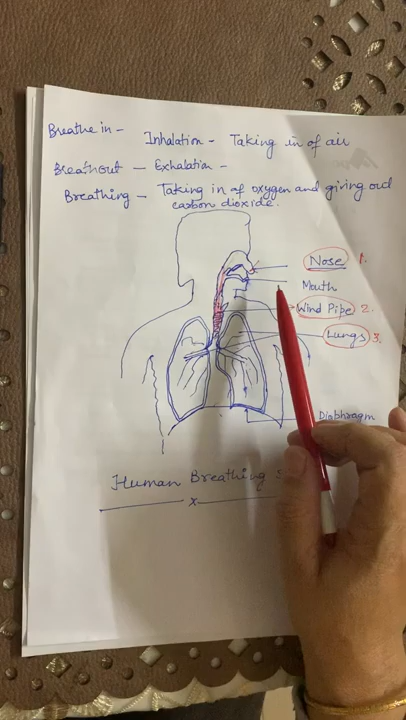 Breathe in - Inhalation - Taking in of air
Breathout - Exhalation -
Breathing - Taking in of oxygen and giving out
carbon dioxide.
Nose 1.
Mouth
Wind Pipe 2.
Lungs 3.
Diaphragm
Human Breathing S
x